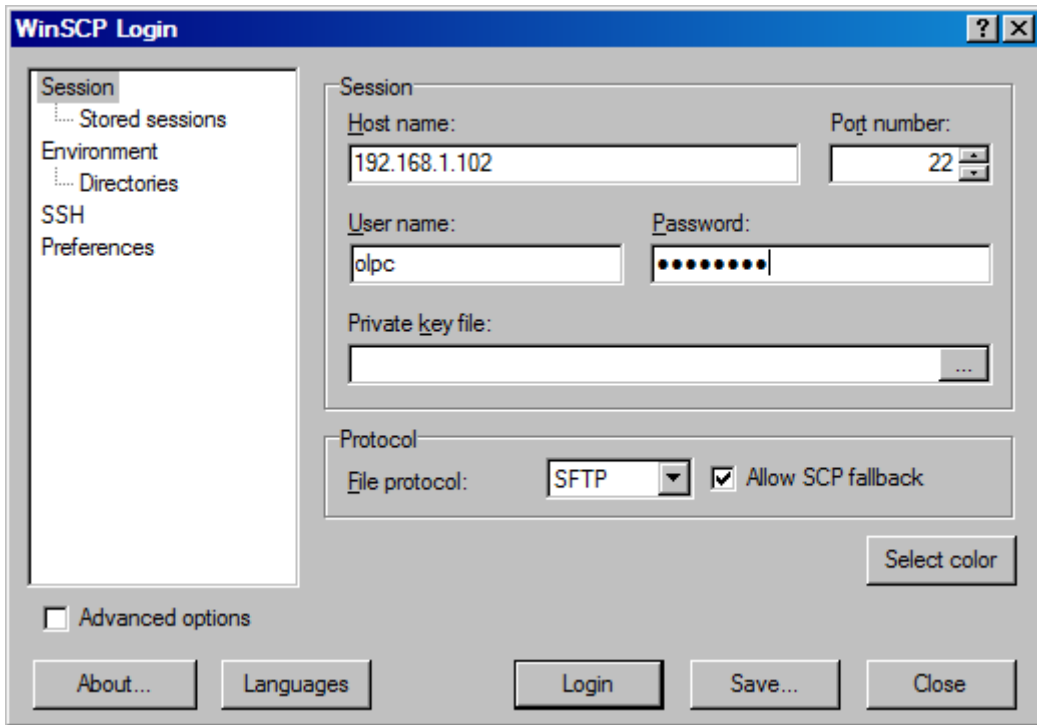 WinSCP Login
Session
Stored sessions
Environment
Directories
SSH
Preferences
Session
Host name: Port number:
192.168.1.102 22
User name: Password:
olpc ●●●●●●●●
Private key file:
...
Protocol
File protocol: SFTP Allow SCP fallback
Select color
Advanced options
About... Languages Login Save... Close